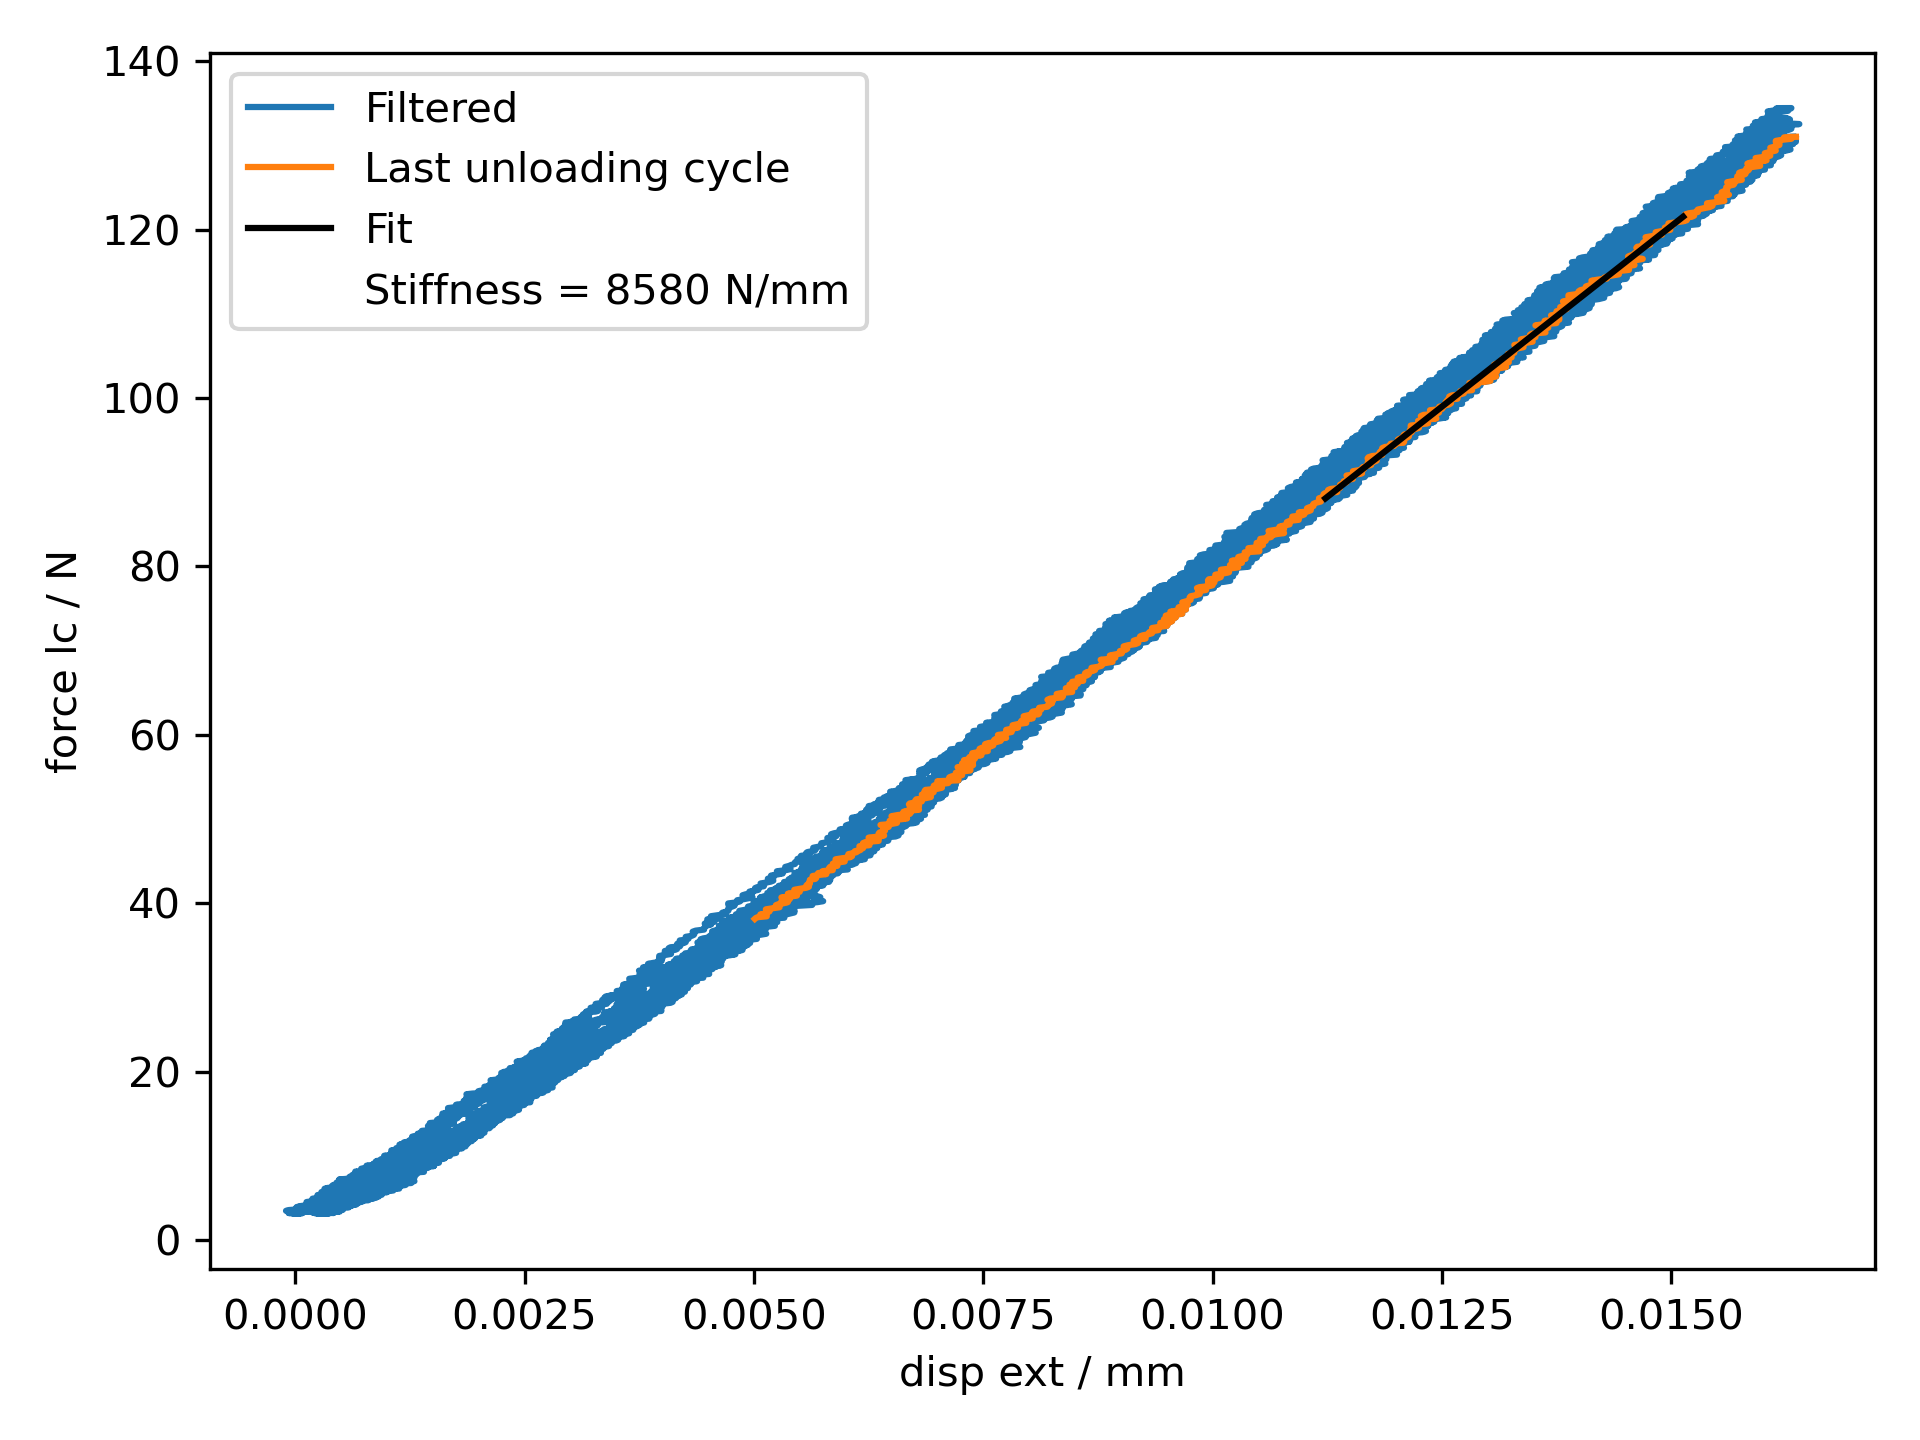 140
120
100
80
60
40
20
0
force lc / N
Filtered
Last unloading cycle
Fit
Stiffness = 8580 N/mm
0.0000 0.0025 0.0050 0.0075 0.0100 0.0125 0.0150
disp ext / mm